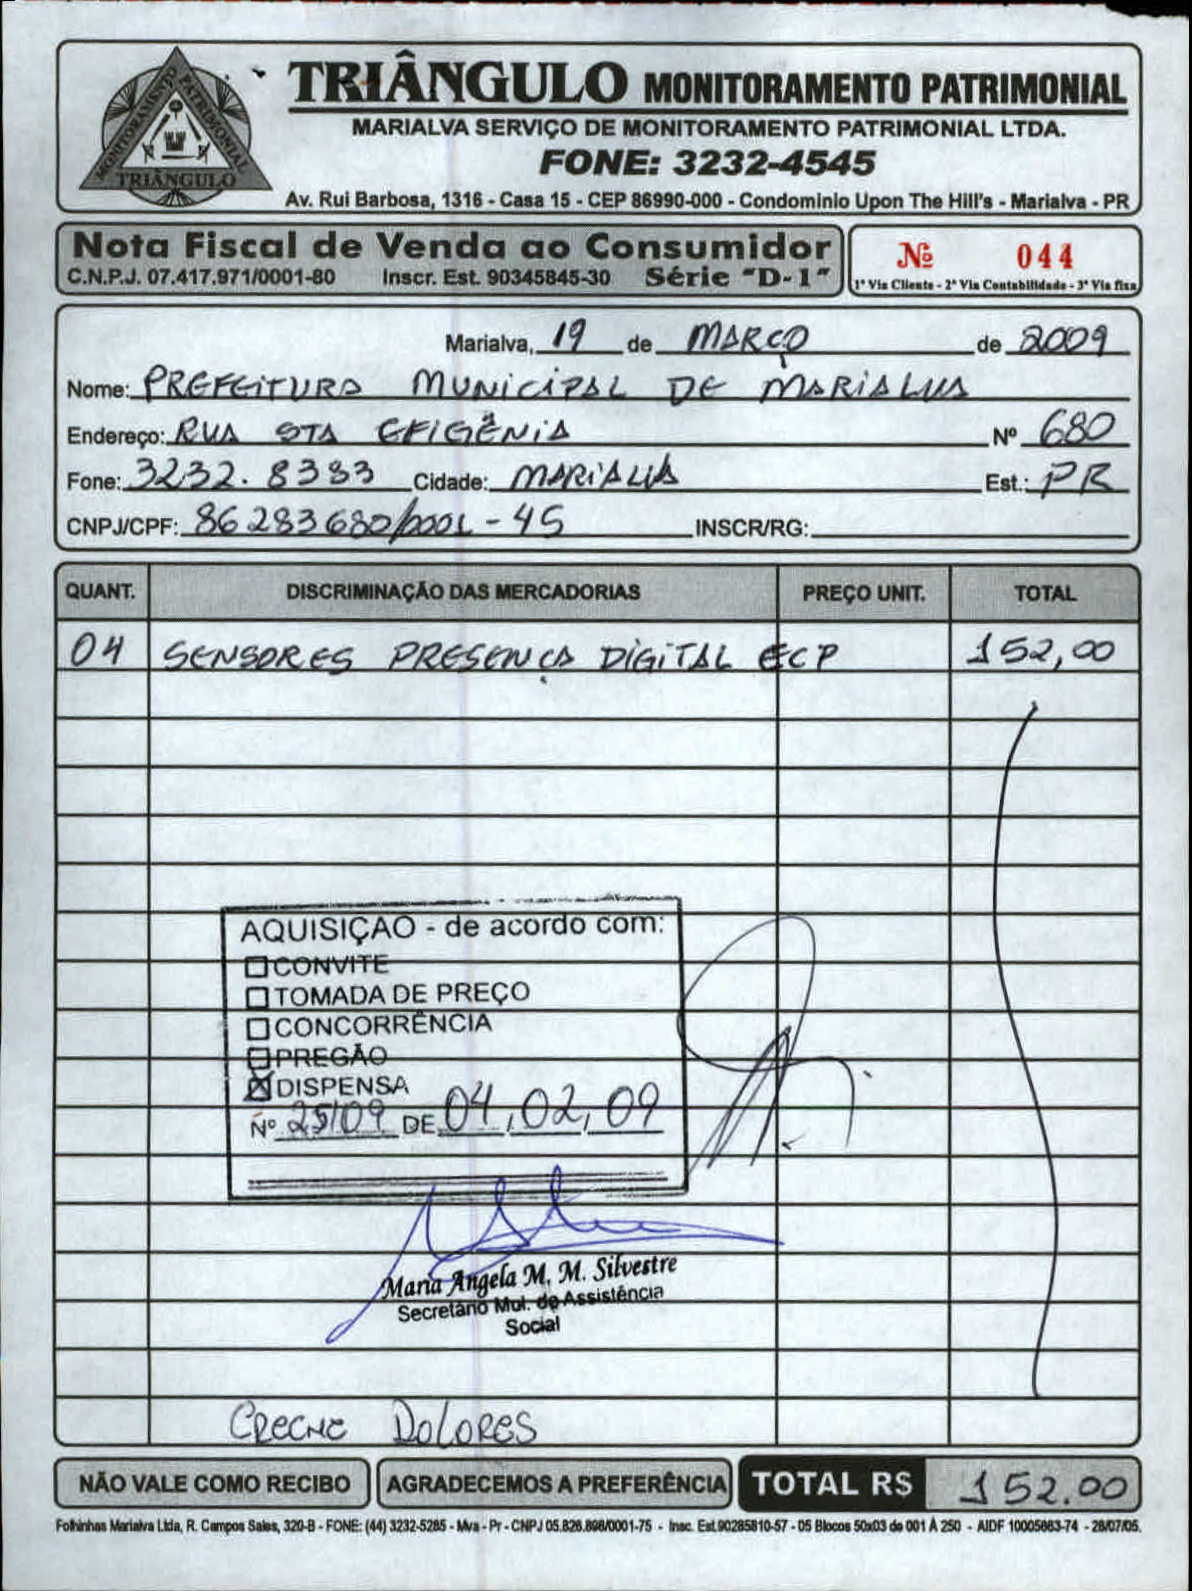 MONITORAMENTO PATRIMONIAL
TRIÂNGULO
TRIÂNGULO MONITORAMENTO PATRIMONIAL
MARIALVA SERVIÇO DE MONITORAMENTO PATRIMONIAL LTDA.
FONE: 3232-4545
Av. Rui Barbosa, 1316 - Casa 15 - CEP 86990-000 - Condominio Upon The Hill's - Marialva - PR
Nota Fiscal de Venda ao Consumidor
C.N.P.J. 07.417.971/0001-80 Inscr. Est. 90345845-30 Série "D-1"
Nº 044
1ª Via Cliente - 2ª Via Contabilidade - 3ª Via fixa
Marialva, 19 de MARÇO de 2009
Nome: PREFEITURA MUNICIPAL DE MARIALVA
Endereço: RUA STA EFIGÊNIA Nº 680
Fone: 3232.8383 Cidade: MARIALVA Est.: PR
CNPJ/CPF: 86283680/0001-45 INSCR/RG:
QUANT. DISCRIMINAÇÃO DAS MERCADORIAS PREÇO UNIT. TOTAL
04 SENSORES PRESENÇA DIGITAL ECP 152,00
AQUISIÇAO - de acordo com:
CONVITE
TOMADA DE PREÇO
CONCORRÊNCIA
PREGÃO
DISPENSA
Nº 25/09 DE 04,02,09
Maria Angela M. M. Silvestre
Secretário Mul. de Assistência
Social
CRECHE DOLORES
NÃO VALE COMO RECIBO AGRADECEMOS A PREFERÊNCIA TOTAL R$ 152.00
Folhinhas Marialva Ltda, R. Campos Sales, 320-B - FONE: (44) 3232-5285 - Mva - Pr - CNPJ 05.826.898/0001-75 - Insc. Est.90285810-57 - 05 Blocos 50x03 de 001 À 250 - AIDF 10005663-74 - 28/07/05.